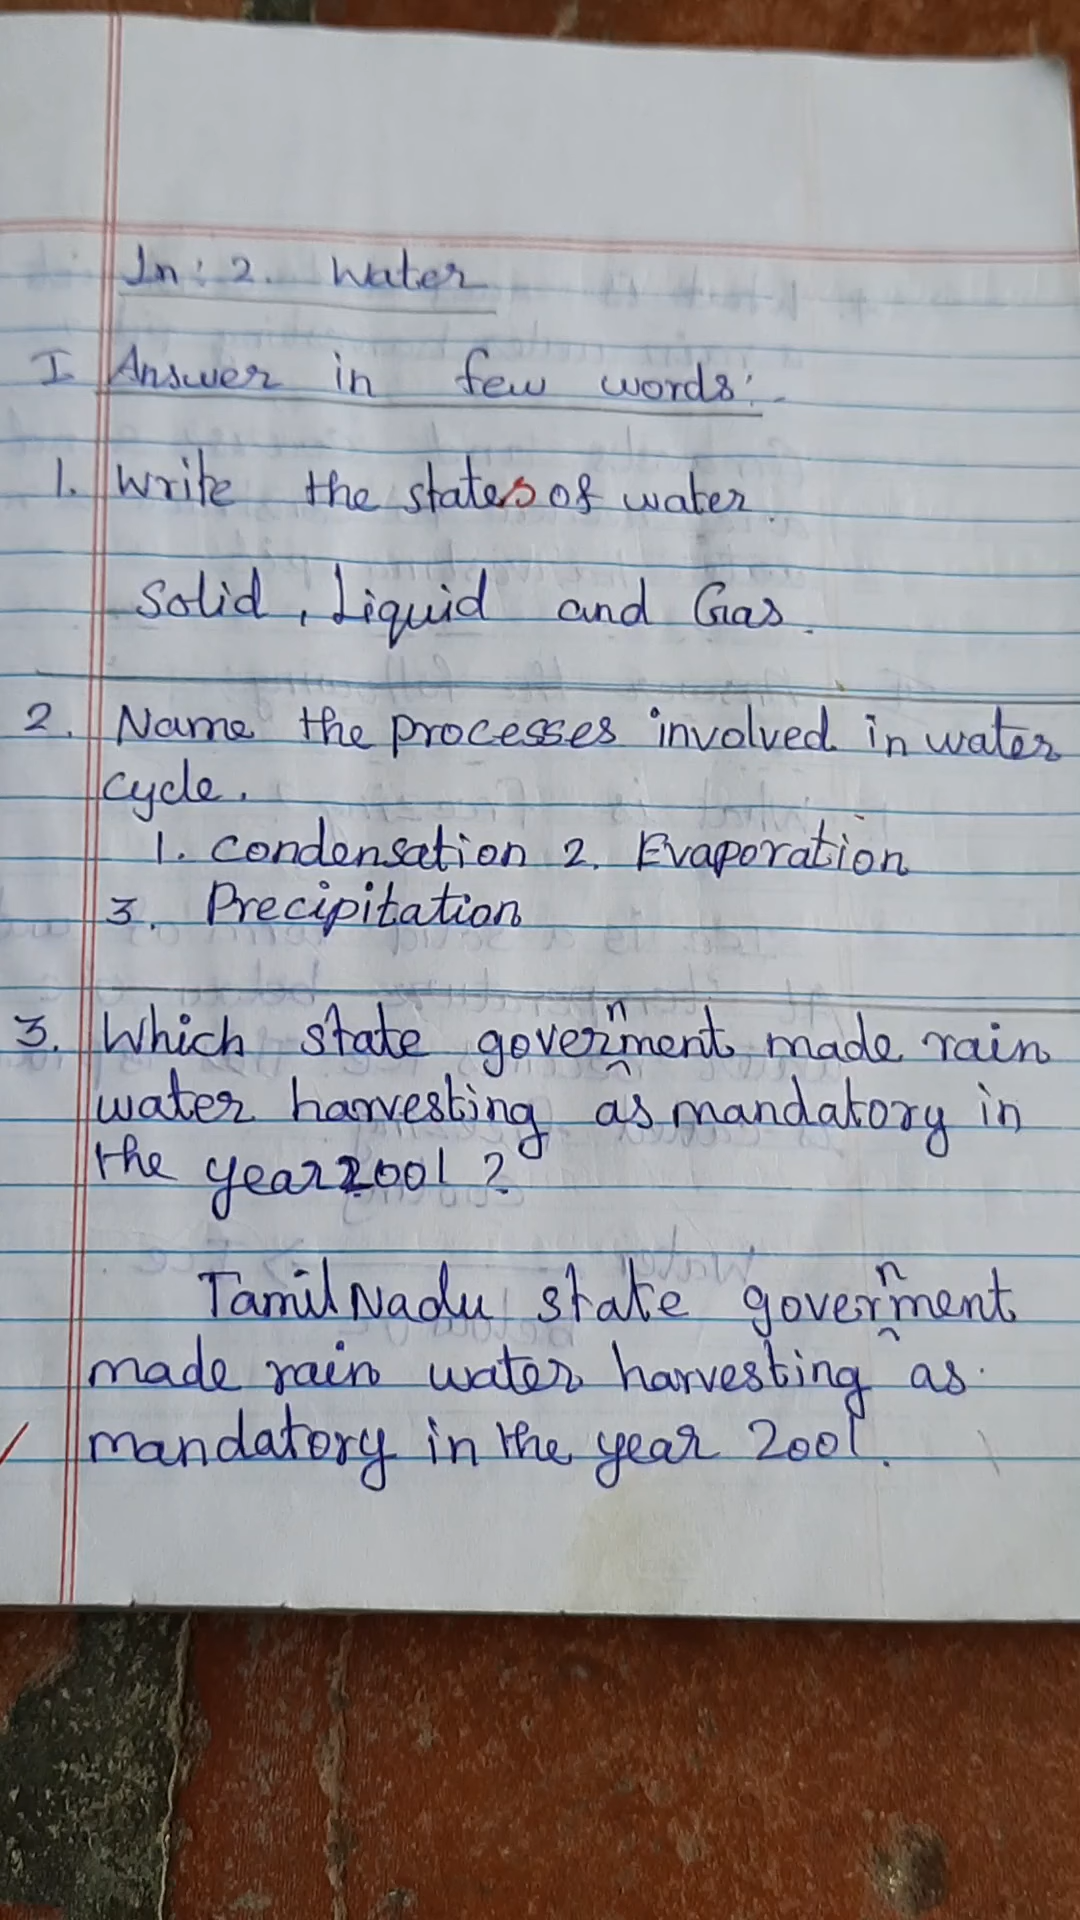 Ln: 2. Water
I Answer in few words:-
1. Write the states of water.
Solid, Liquid and Gas.
2. Name the processes involved in water
cycle.
1. Condensation 2. Evaporation
3. Precipitation
3. Which state government made rain
water harvesting as mandatory in
the year 2001?
Tamil Nadu state government
made rain water harvesting as
mandatory in the year 2001.